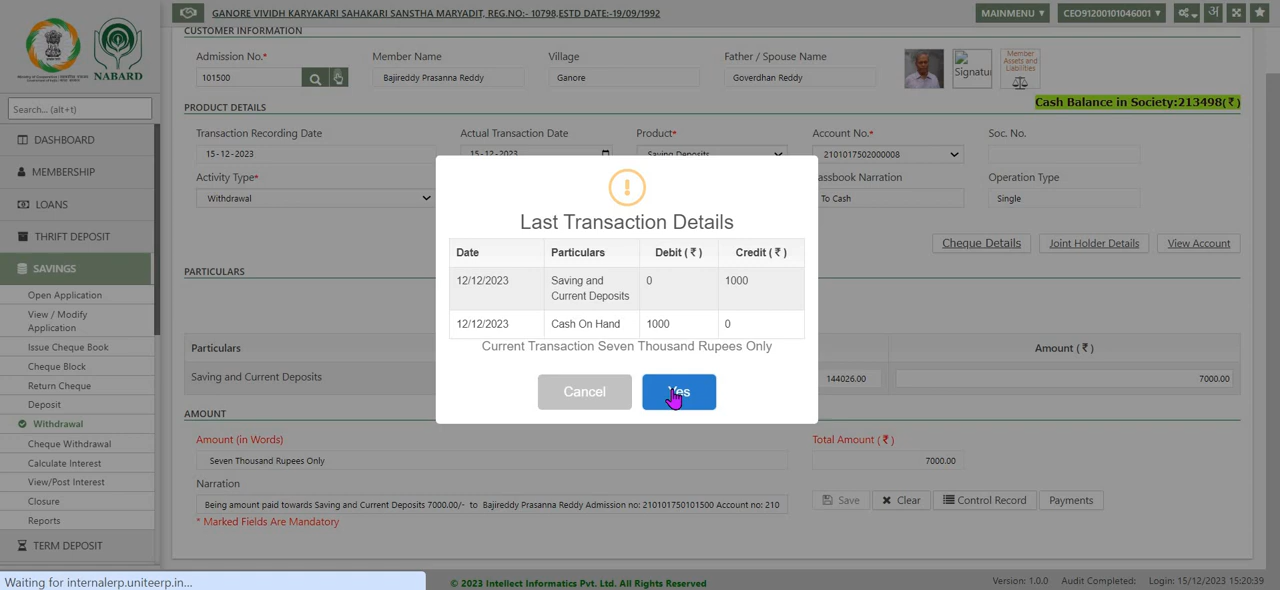 GANORE VIVIDH KARYAKARI SAHAKARI SANSTHA MARYADIT, REG.NO:- 10798,ESTD DATE:-19/09/1992
MAINMENU ▾ CEO91200101046001 ▾ अ
NABARD
Search... (alt+t)
DASHBOARD
MEMBERSHIP
LOANS
THRIFT DEPOSIT
SAVINGS
Open Application
View / Modify
Application
Issue Cheque Book
Cheque Block
Return Cheque
Deposit
Withdrawal
Cheque Withdrawal
Calculate Interest
View/Post Interest
Closure
Reports
TERM DEPOSIT
CUSTOMER INFORMATION
Admission No.* Member Name Village Father / Spouse Name
101500 Bajireddy Prasanna Reddy Ganore Goverdhan Reddy
Signatu
Member
Assets and
Liabilities
Cash Balance in Society:213498(₹)
PRODUCT DETAILS
Transaction Recording Date Actual Transaction Date Product* Account No.* Soc. No.
15-12-2023 15-12-2023 Saving Deposits 2101017502000008
Activity Type* assbook Narration Operation Type
Withdrawal To Cash Single
Cheque Details Joint Holder Details View Account
PARTICULARS
Particulars Amount (₹)
Saving and Current Deposits 144026.00 7000.00
AMOUNT
Amount (in Words) Total Amount (₹)
Seven Thousand Rupees Only 7000.00
Narration
Being amount paid towards Saving and Current Deposits 7000.00/- to Bajireddy Prasanna Reddy Admission no: 210101750101500 Account no: 210
Save Clear Control Record Payments
* Marked Fields Are Mandatory
!
Last Transaction Details
Date Particulars Debit (₹) Credit (₹)
12/12/2023 Saving and Current Deposits 0 1000
12/12/2023 Cash On Hand 1000 0
Current Transaction Seven Thousand Rupees Only
Cancel Yes
Waiting for internalerp.uniteerp.in...
© 2023 Intellect Informatics Pvt. Ltd. All Rights Reserved
Version: 1.0.0 Audit Completed: Login: 15/12/2023 15:20:39